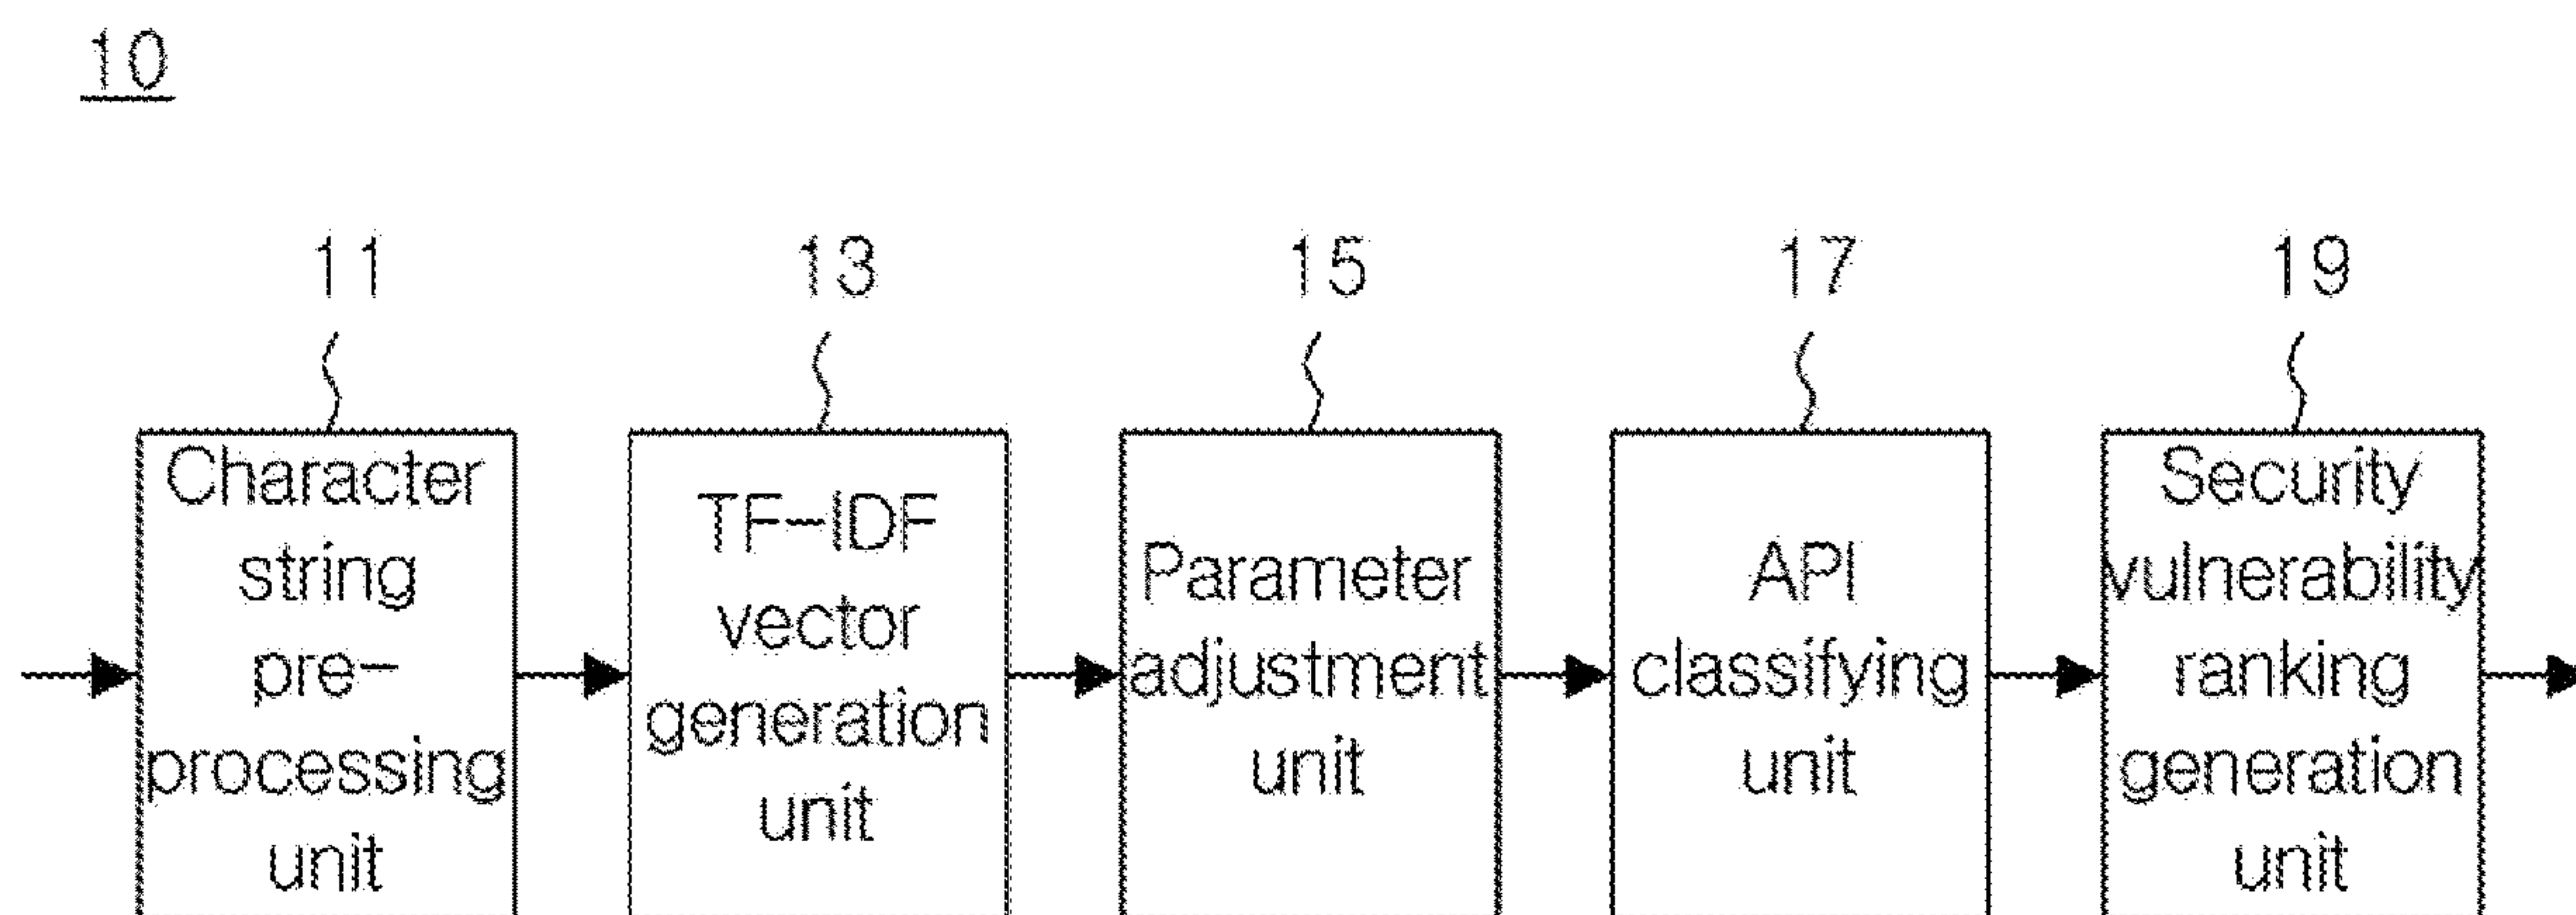 10
11
13
15
17
19
Character
string
pre-
processing
unit
TF-IDF
vector
generation
unit
Parameter
adjustment
unit
API
classifying
unit
Security
vulnerability
ranking
generation
unit